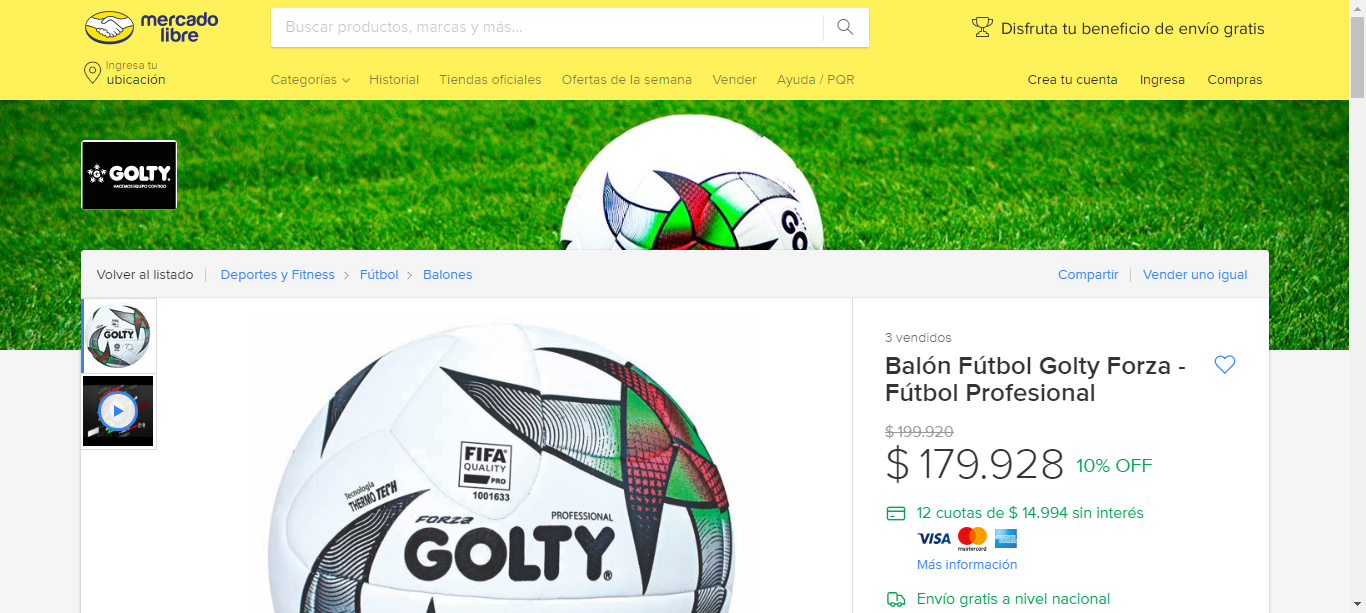 mercado
libre
Buscar productos, marcas y más...
Disfruta tu beneficio de envío gratis
Ingresa tu
ubicación
Categorías
Historial
Tiendas oficiales
Ofertas de la semana
Vender
Ayuda / PQR
Crea tu cuenta
Ingresa
Compras
GOLTY
HACEMOS EQUIPO CONTIGO
GO
Volver al listado
Deportes y Fitness
Fútbol
Balones
Compartir
Vender uno igual
GOLTY
FIFA
QUALITY
PRO
1001633
Tecnología
THERMO TECH
FORZA
PROFESSIONAL
GOLTY®
3 vendidos
Balón Fútbol Golty Forza -
Fútbol Profesional
$ 199.920
$ 179.928 10% OFF
12 cuotas de $ 14.994 sin interés
VISA
mastercard
Más información
Envío gratis a nivel nacional